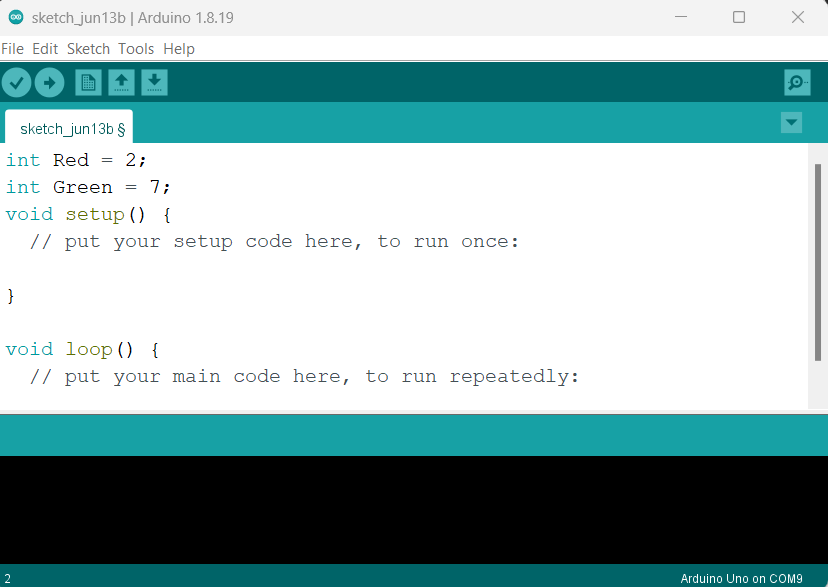 sketch_jun13b | Arduino 1.8.19
File Edit Sketch Tools Help
sketch_jun13b §
int Red = 2;
int Green = 7;
void setup() {
  // put your setup code here, to run once:
}
void loop() {
  // put your main code here, to run repeatedly:
2
Arduino Uno on COM9